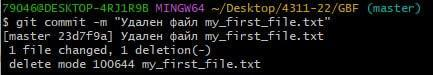 79046@DESKTOP-4RJ1R9B MINGW64 ~/Desktop/4311-22/GBF (master)
$ git commit -m "Удален файл my_first_file.txt"
[master 23d7f9a] Удален файл my_first_file.txt
 1 file changed, 1 deletion(-)
 delete mode 100644 my_first_file.txt